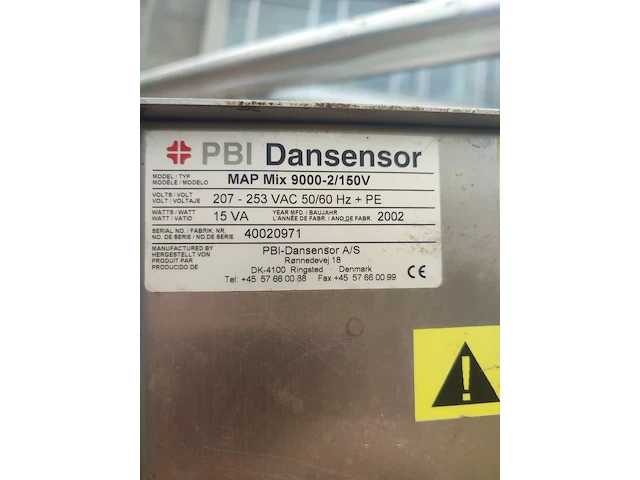 PBI Dansensor
MODEL / TYP
MODÈLE / MODELO
MAP Mix 9000-2/150V
VOLTS / VOLT
VOLT / VOLTAJE
207 - 253 VAC 50/60 Hz + PE
WATTS / WATT
WATT / VATIO
15 VA
YEAR MFD. / BAUJAHR
L'ANNÉE DE FABR. / ANO DE FABR.
2002
SERIAL NO. / FABRIK. NR.
NO. DE SERIE / NO. DE SERIE
40020971
MANUFACTURED BY
HERGESTELLT VON
PRODUIT PAR
PRODUCIDO DE
PBI-Dansensor A/S
Rønnedevej 18
DK-4100 Ringsted Denmark
Tel: +45 57 66 00 88 · Fax +45 57 66 00 99
CE